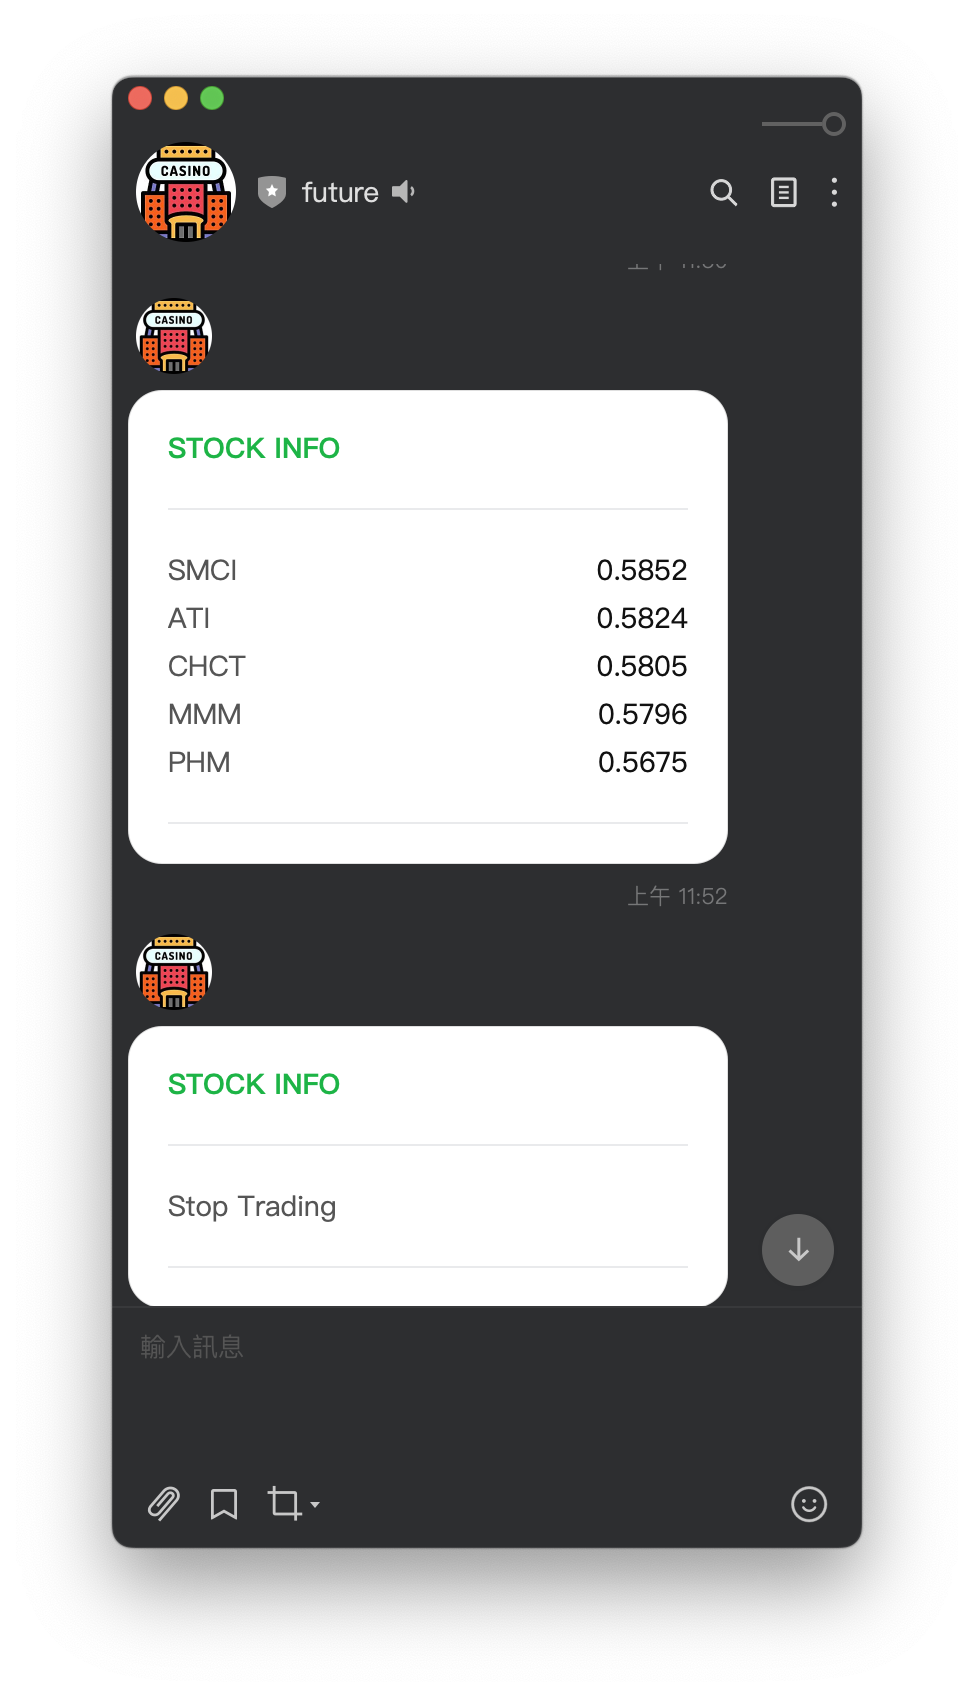 CASINO
future
CASINO
STOCK INFO
SMCI 0.5852
ATI 0.5824
CHCT 0.5805
MMM 0.5796
PHM 0.5675
上午 11:52
CASINO
STOCK INFO
Stop Trading
輸入訊息